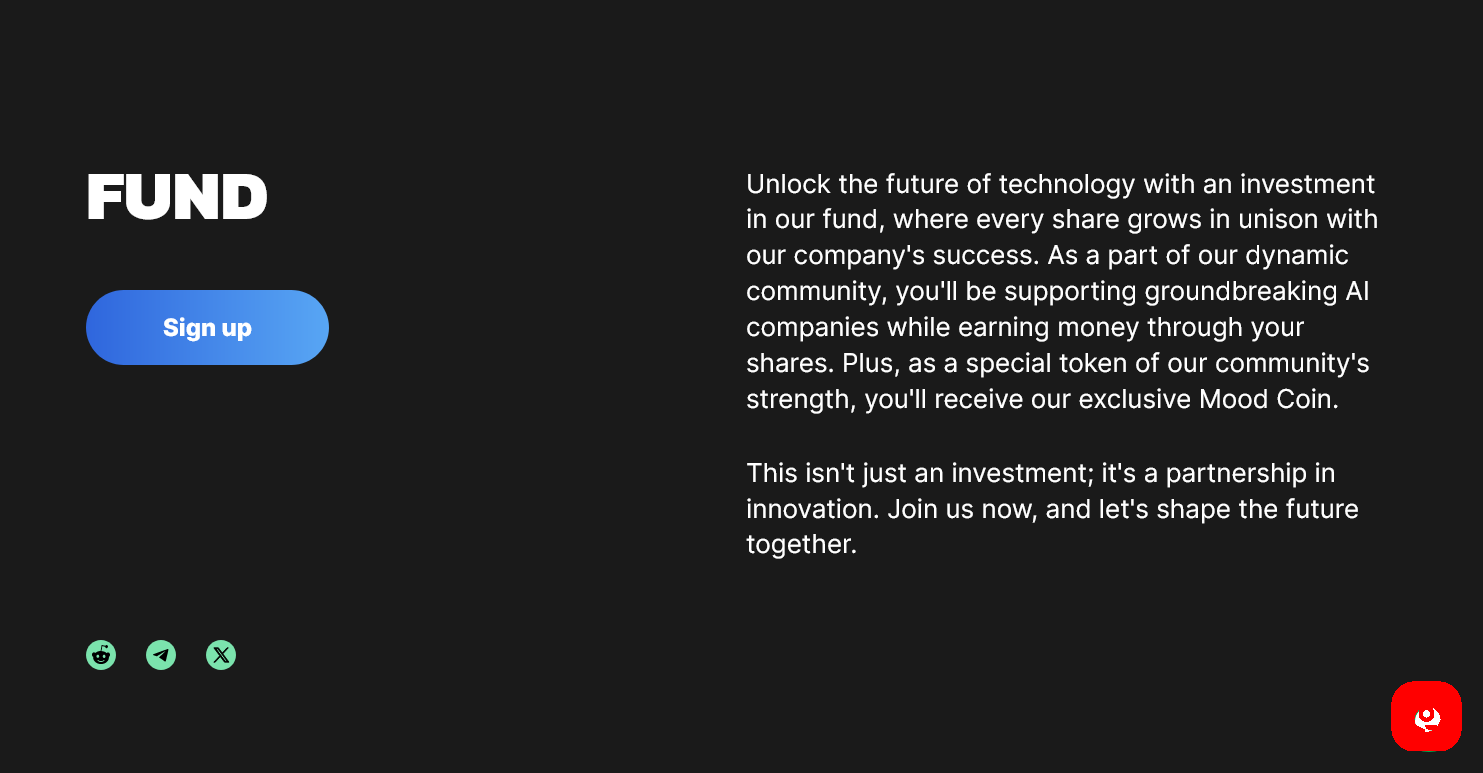 FUND
Sign up
Unlock the future of technology with an investment
in our fund, where every share grows in unison with
our company's success. As a part of our dynamic
community, you'll be supporting groundbreaking AI
companies while earning money through your
shares. Plus, as a special token of our community's
strength, you'll receive our exclusive Mood Coin.
This isn't just an investment; it's a partnership in
innovation. Join us now, and let's shape the future
together.